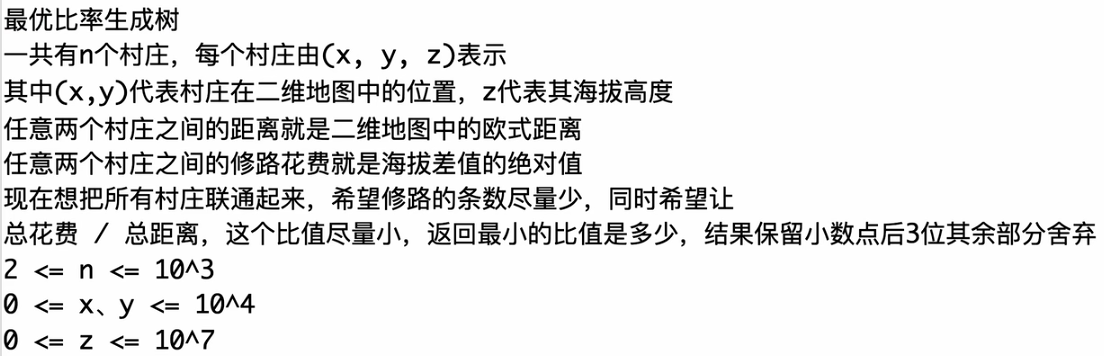 最优比率生成树
一共有n个村庄，每个村庄由(x, y, z)表示
其中(x,y)代表村庄在二维地图中的位置，z代表其海拔高度
任意两个村庄之间的距离就是二维地图中的欧式距离
任意两个村庄之间的修路花费就是海拔差值的绝对值
现在想把所有村庄联通起来，希望修路的条数尽量少，同时希望让
总花费 / 总距离，这个比值尽量小，返回最小的比值是多少，结果保留小数点后3位其余部分舍弃
2 <= n <= 10^3
0 <= x、y <= 10^4
0 <= z <= 10^7